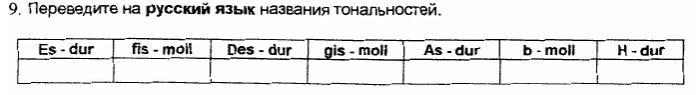 9. Переведите на русский язык названия тональностей.
Es - dur fis - moll Des - dur gis - moll As - dur b - moll H - dur